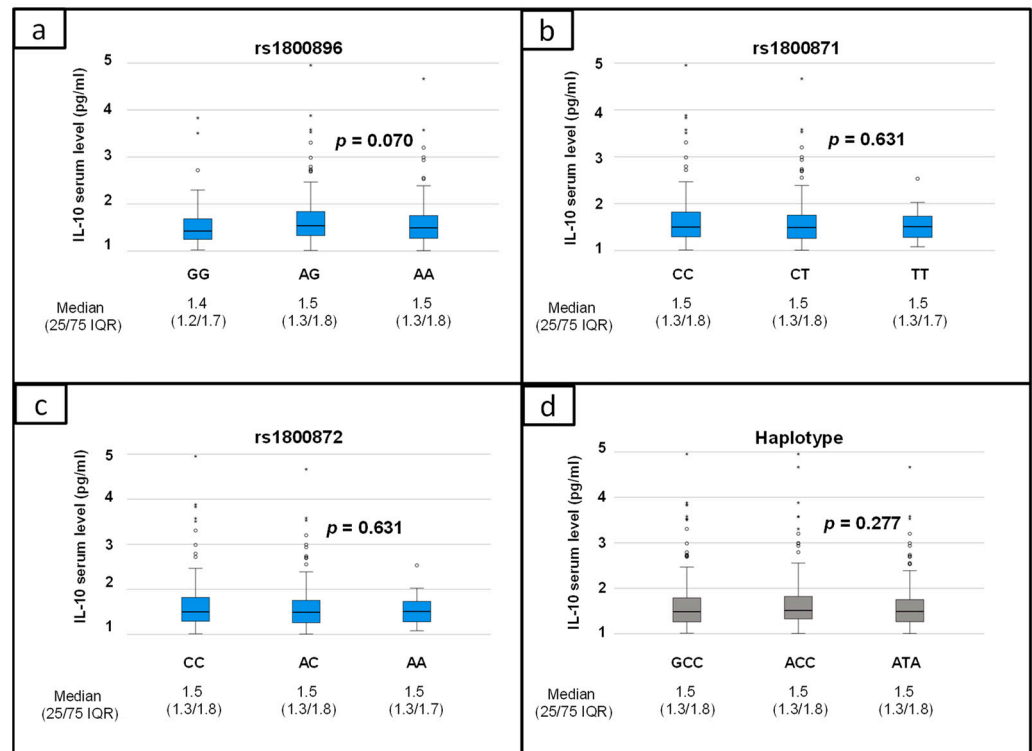 a
rs1800896
IL-10 serum level (pg/ml)
5
4
3
2
1
p = 0.070
GG AG AA
Median 1.4 1.5 1.5
(25/75 IQR) (1.2/1.7) (1.3/1.8) (1.3/1.8)
b
rs1800871
IL-10 serum level (pg/ml)
5
4
3
2
1
p = 0.631
CC CT TT
Median 1.5 1.5 1.5
(25/75 IQR) (1.3/1.8) (1.3/1.8) (1.3/1.7)
c
rs1800872
IL-10 serum level (pg/ml)
5
4
3
2
1
p = 0.631
CC AC AA
Median 1.5 1.5 1.5
(25/75 IQR) (1.3/1.8) (1.3/1.8) (1.3/1.7)
d
Haplotype
IL-10 serum level (pg/ml)
5
4
3
2
1
p = 0.277
GCC ACC ATA
Median 1.5 1.5 1.5
(25/75 IQR) (1.3/1.8) (1.3/1.8) (1.3/1.8)